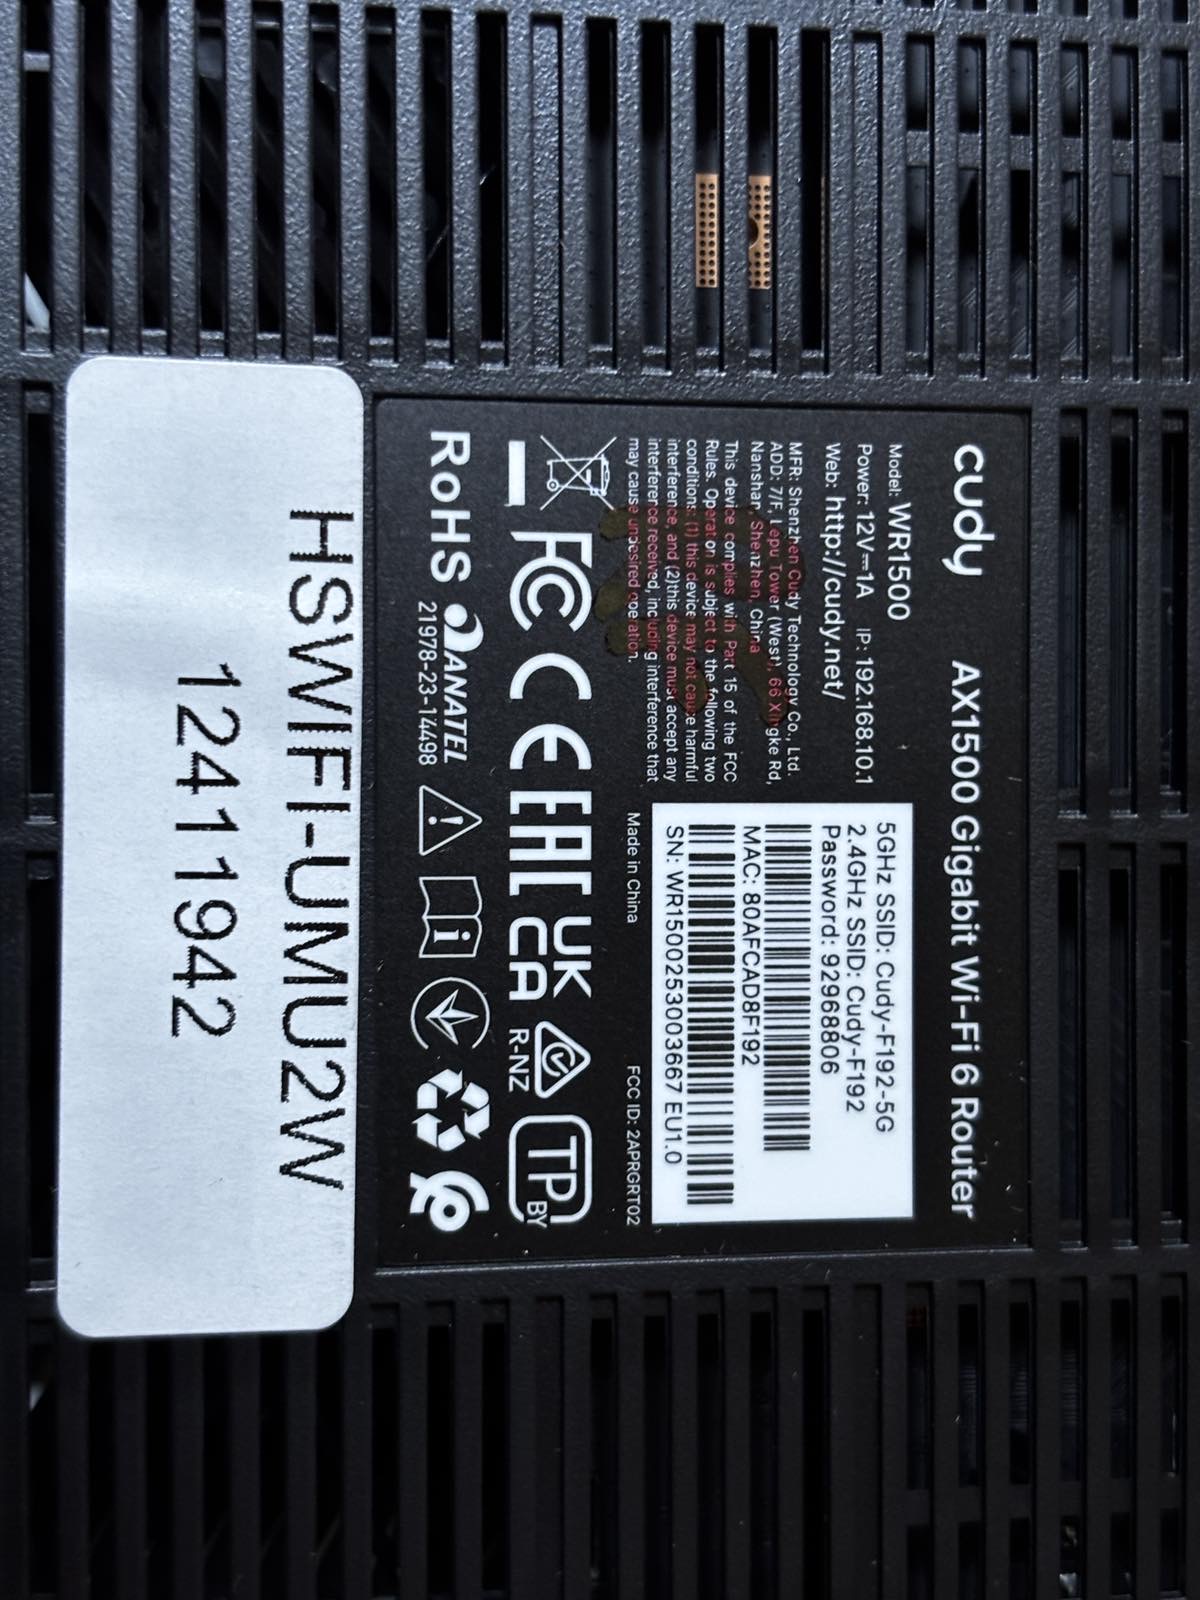 cudy AX1500 Gigabit Wi-Fi 6 Router
Model: WR1500
Power: 12V⎓1A IP: 192.168.10.1
Web: http://cudy.net/
MFR: Shenzhen Cudy Technology Co., Ltd.
ADD: 7/F, Lepu Tower (West), 66 Xingke Rd,
Nanshan, Shenzhen, China
This device complies with Part 15 of the FCC
Rules. Operation is subject to the following two
conditions: (1) this device may not cause harmful
interference, and (2)this device must accept any
interference received, including interference that
may cause undesired operation.
5GHz SSID: Cudy-F192-5G
2.4GHz SSID: Cudy-F192
Password: 92968806
MAC: 80AFCAD8F192
SN: WR1500253003667 EU1.0
Made in China
FCC ID: 2APRGRT02
FC CE EAC UK
CA
R-NZ
TP
BY
RoHS
ANATEL
21978-23-14498
HSWIFI-UMU2W
12411942